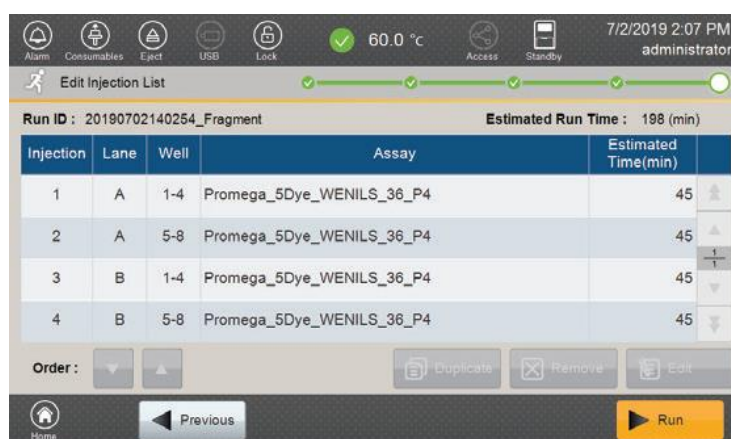 Alarm Consumables Eject USB Lock 60.0 °c Access Standby 7/2/2019 2:07 PM
administrator
Edit Injection List
Run ID : 20190702140254_Fragment Estimated Run Time : 198 (min)
Injection Lane Well Assay Estimated Time(min)
1 A 1-4 Promega_5Dye_WENILS_36_P4 45
2 A 5-8 Promega_5Dye_WENILS_36_P4 45
1
1
3 B 1-4 Promega_5Dye_WENILS_36_P4 45
4 B 5-8 Promega_5Dye_WENILS_36_P4 45
Order : Duplicate Remove Edit
Home Previous Run